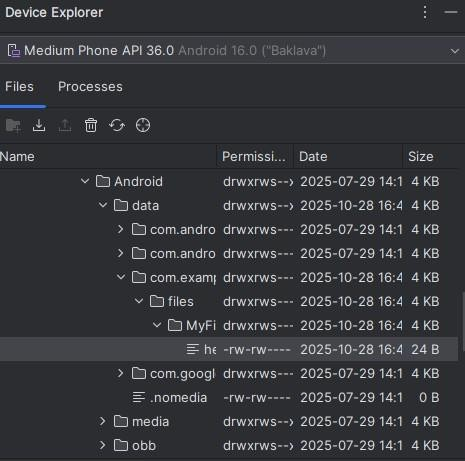 Device Explorer
Medium Phone API 36.0 Android 16.0 ("Baklava")
Files Processes
Name Permissi... Date Size
Android drwxrws--x 2025-07-29 14:1 4 KB
data drwxrws--- 2025-10-28 16:4 4 KB
com.andro drwxrws--- 2025-07-29 14:1 4 KB
com.andro drwxrws--- 2025-07-29 14:1 4 KB
com.examp drwxrws--- 2025-10-28 16:4 4 KB
files drwxrws--- 2025-10-28 16:4 4 KB
MyFi drwxrws--- 2025-10-28 16:4 4 KB
he -rw-rw---- 2025-10-28 16:4 24 B
com.googl drwxrws--- 2025-07-29 14:1 4 KB
.nomedia -rw-rw---- 2025-07-29 14:1 0 B
media drwxrws--- 2025-07-29 14:1 4 KB
obb drwxrws--- 2025-07-29 14:1 4 KB